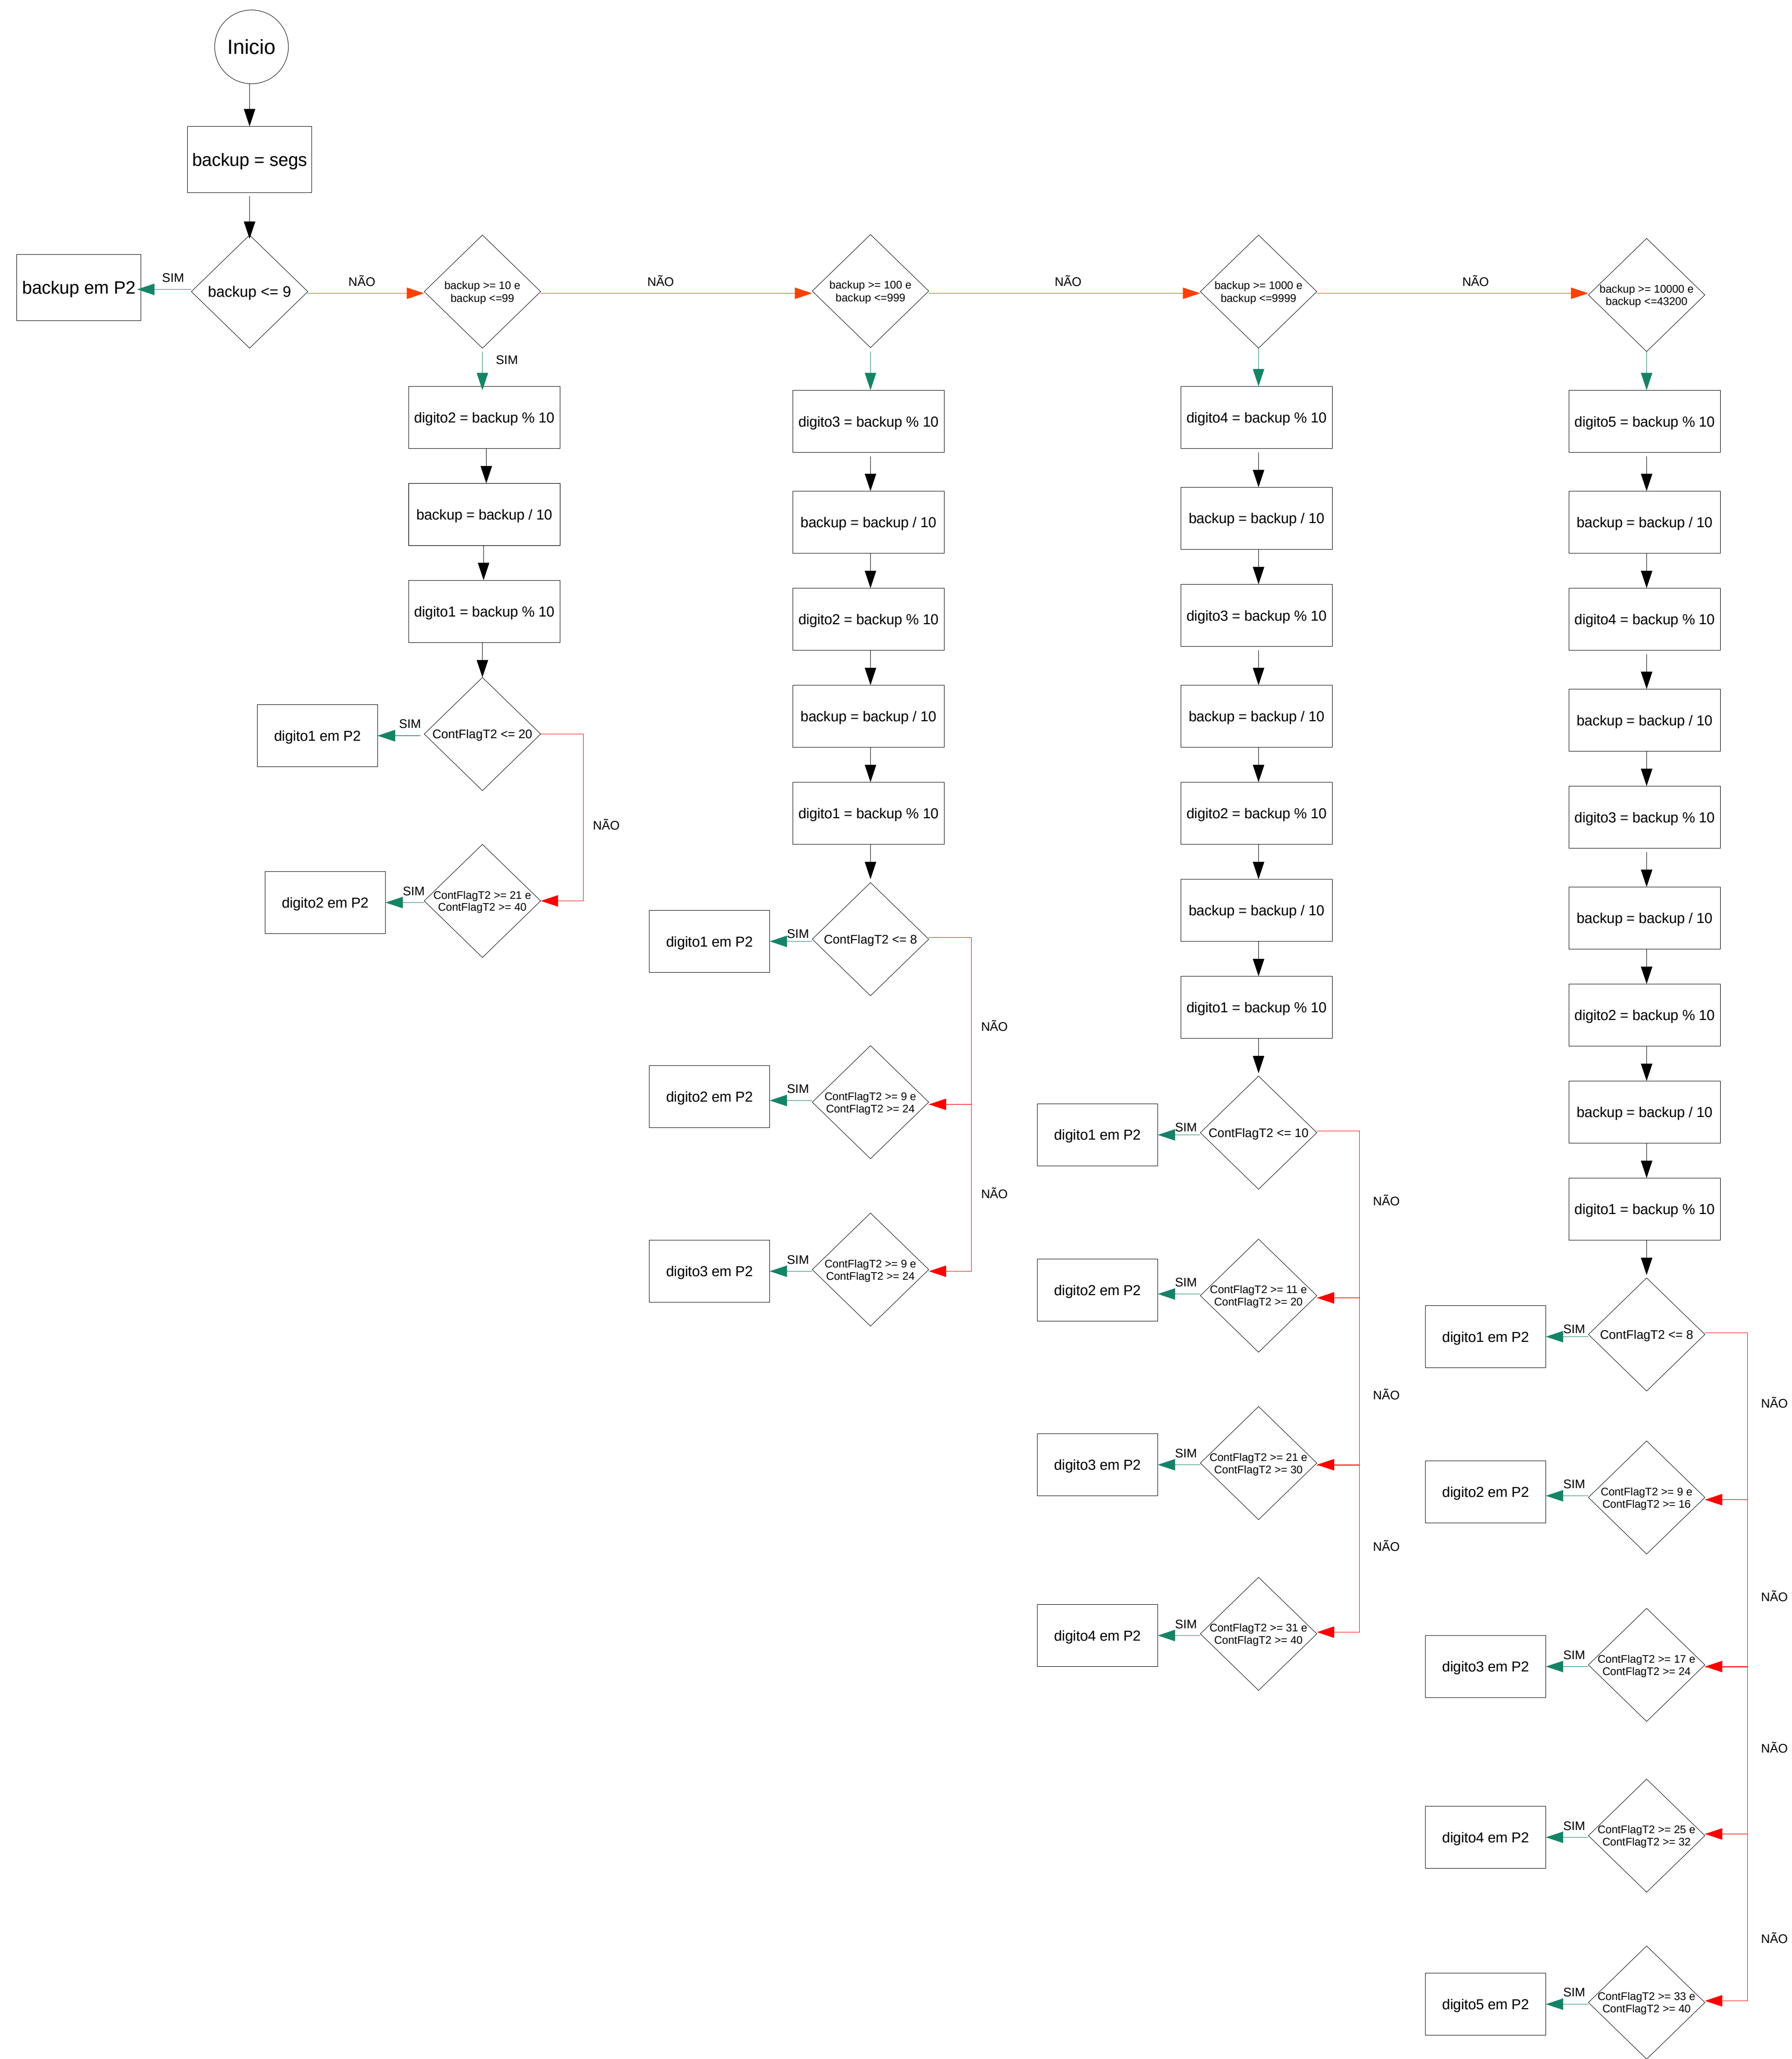 Inicio
backup = segs
backup em P2
SIM
backup <= 9
NÃO
backup >= 10 e
backup <=99
NÃO
backup >= 100 e
backup <=999
NÃO
backup >= 1000 e
backup <=9999
NÃO
backup >= 10000 e
backup <=43200
SIM
digito2 = backup % 10
backup = backup / 10
digito1 = backup % 10
digito1 em P2
SIM
ContFlagT2 <= 20
NÃO
digito2 em P2
SIM
ContFlagT2 >= 21 e
ContFlagT2 >= 40
digito3 = backup % 10
backup = backup / 10
digito2 = backup % 10
backup = backup / 10
digito1 = backup % 10
digito1 em P2
SIM
ContFlagT2 <= 8
NÃO
digito2 em P2
SIM
ContFlagT2 >= 9 e
ContFlagT2 >= 24
NÃO
digito3 em P2
SIM
ContFlagT2 >= 9 e
ContFlagT2 >= 24
digito4 = backup % 10
backup = backup / 10
digito3 = backup % 10
backup = backup / 10
digito2 = backup % 10
backup = backup / 10
digito1 = backup % 10
digito1 em P2
SIM
ContFlagT2 <= 10
NÃO
digito2 em P2
SIM
ContFlagT2 >= 11 e
ContFlagT2 >= 20
NÃO
digito3 em P2
SIM
ContFlagT2 >= 21 e
ContFlagT2 >= 30
NÃO
digito4 em P2
SIM
ContFlagT2 >= 31 e
ContFlagT2 >= 40
digito5 = backup % 10
backup = backup / 10
digito4 = backup % 10
backup = backup / 10
digito3 = backup % 10
backup = backup / 10
digito2 = backup % 10
backup = backup / 10
digito1 = backup % 10
digito1 em P2
SIM
ContFlagT2 <= 8
NÃO
digito2 em P2
SIM
ContFlagT2 >= 9 e
ContFlagT2 >= 16
NÃO
digito3 em P2
SIM
ContFlagT2 >= 17 e
ContFlagT2 >= 24
NÃO
digito4 em P2
SIM
ContFlagT2 >= 25 e
ContFlagT2 >= 32
NÃO
digito5 em P2
SIM
ContFlagT2 >= 33 e
ContFlagT2 >= 40